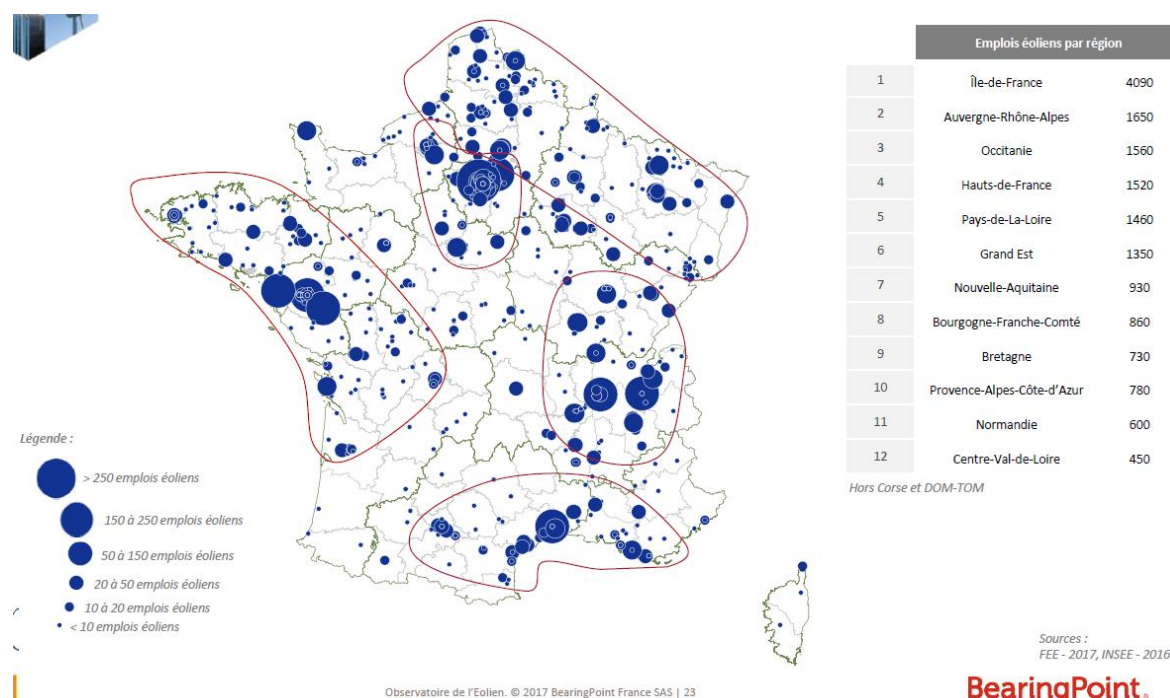 Emplois éoliens par région
1 Île-de-France 4090
2 Auvergne-Rhône-Alpes 1650
3 Occitanie 1560
4 Hauts-de-France 1520
5 Pays-de-La-Loire 1460
6 Grand Est 1350
7 Nouvelle-Aquitaine 930
8 Bourgogne-Franche-Comté 860
9 Bretagne 730
10 Provence-Alpes-Côte-d'Azur 780
11 Normandie 600
12 Centre-Val-de-Loire 450
Hors Corse et DOM-TOM
Légende :
> 250 emplois éoliens
150 à 250 emplois éoliens
50 à 150 emplois éoliens
20 à 50 emplois éoliens
10 à 20 emplois éoliens
< 10 emplois éoliens
Sources :
FEE - 2017, INSEE - 2016
Observatoire de l'Eolien. © 2017 BearingPoint France SAS | 23
BearingPoint.